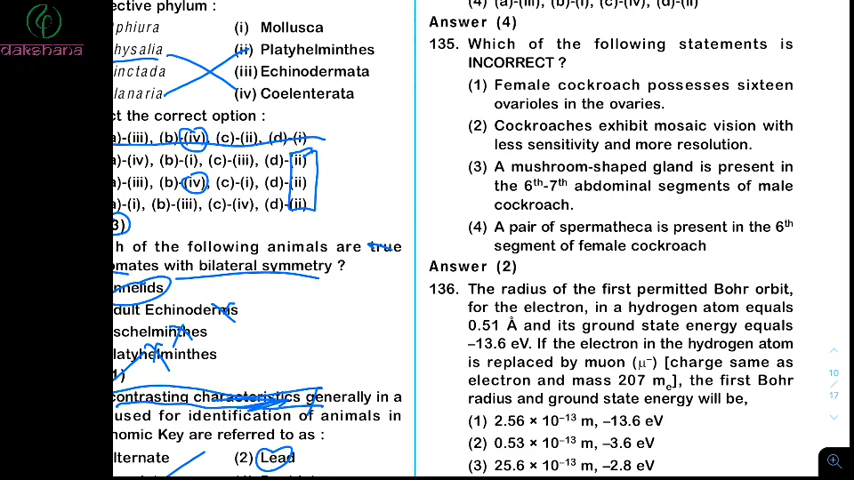 dakshana
ective phylum :
phiura (i) Mollusca
hysalia (ii) Platyhelminthes
inctada (iii) Echinodermata
lanaria (iv) Coelenterata
ct the correct option :
a)-(iii), (b)-(iv), (c)-(ii), (d)-(i)
a)-(iv), (b)-(i), (c)-(iii), (d)-(ii)
a)-(iii), (b)-(iv), (c)-(i), (d)-(ii)
a)-(i), (b)-(iii), (c)-(iv), (d)-(ii)
3)
h of the following animals are true
omates with bilateral symmetry ?
nnelids
dult Echinoderms
schelminthes
latyhelminthes
1)
contrasting characteristics generally in a
used for identification of animals in
nomic Key are referred to as :
lternate (2) Lead
(4) (a)-(iii), (b)-(i), (c)-(iv), (d)-(ii)
Answer (4)
135. Which of the following statements is
INCORRECT ?
(1) Female cockroach possesses sixteen
ovarioles in the ovaries.
(2) Cockroaches exhibit mosaic vision with
less sensitivity and more resolution.
(3) A mushroom-shaped gland is present in
the 6th-7th abdominal segments of male
cockroach.
(4) A pair of spermatheca is present in the 6th
segment of female cockroach
Answer (2)
136. The radius of the first permitted Bohr orbit,
for the electron, in a hydrogen atom equals
0.51 Å and its ground state energy equals
–13.6 eV. If the electron in the hydrogen atom
is replaced by muon (μ–) [charge same as
electron and mass 207 me], the first Bohr
radius and ground state energy will be,
(1) 2.56 × 10–13 m, –13.6 eV
(2) 0.53 × 10–13 m, –3.6 eV
(3) 25.6 × 10–13 m, –2.8 eV
10
/
17